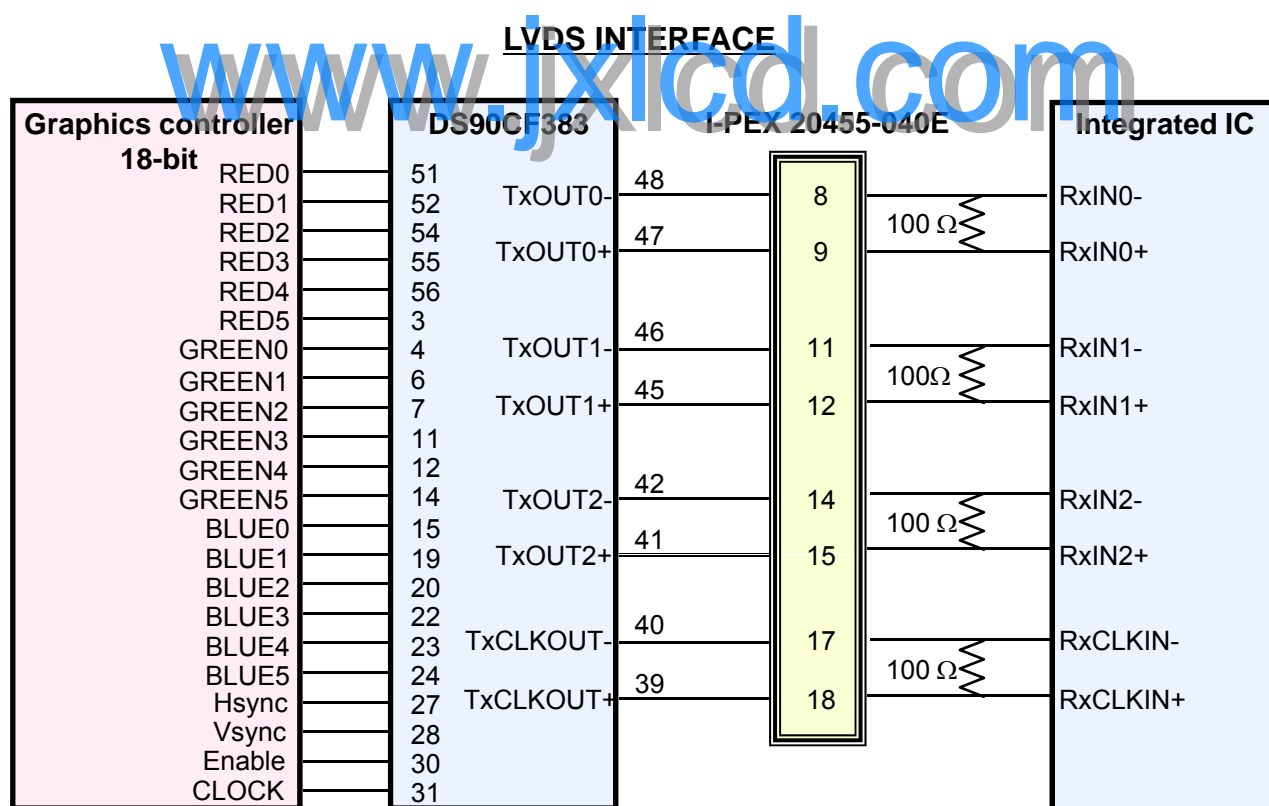 LVDS INTERFACE
www.jxlcd.com
Graphics controller
18-bit
DS90CF383
I-PEX 20455-040E
Integrated IC
RED0 51
RED1 52
RED2 54
RED3 55
RED4 56
RED5 3
GREEN0 4
GREEN1 6
GREEN2 7
GREEN3 11
GREEN4 12
GREEN5 14
BLUE0 15
BLUE1 19
BLUE2 20
BLUE3 22
BLUE4 23
BLUE5 24
Hsync 27
Vsync 28
Enable 30
CLOCK 31
TxOUT0- 48 8 RxIN0-
100 Ω
TxOUT0+ 47 9 RxIN0+
TxOUT1- 46 11 RxIN1-
100Ω
TxOUT1+ 45 12 RxIN1+
TxOUT2- 42 14 RxIN2-
100 Ω
TxOUT2+ 41 15 RxIN2+
TxCLKOUT- 40 17 RxCLKIN-
100 Ω
TxCLKOUT+ 39 18 RxCLKIN+